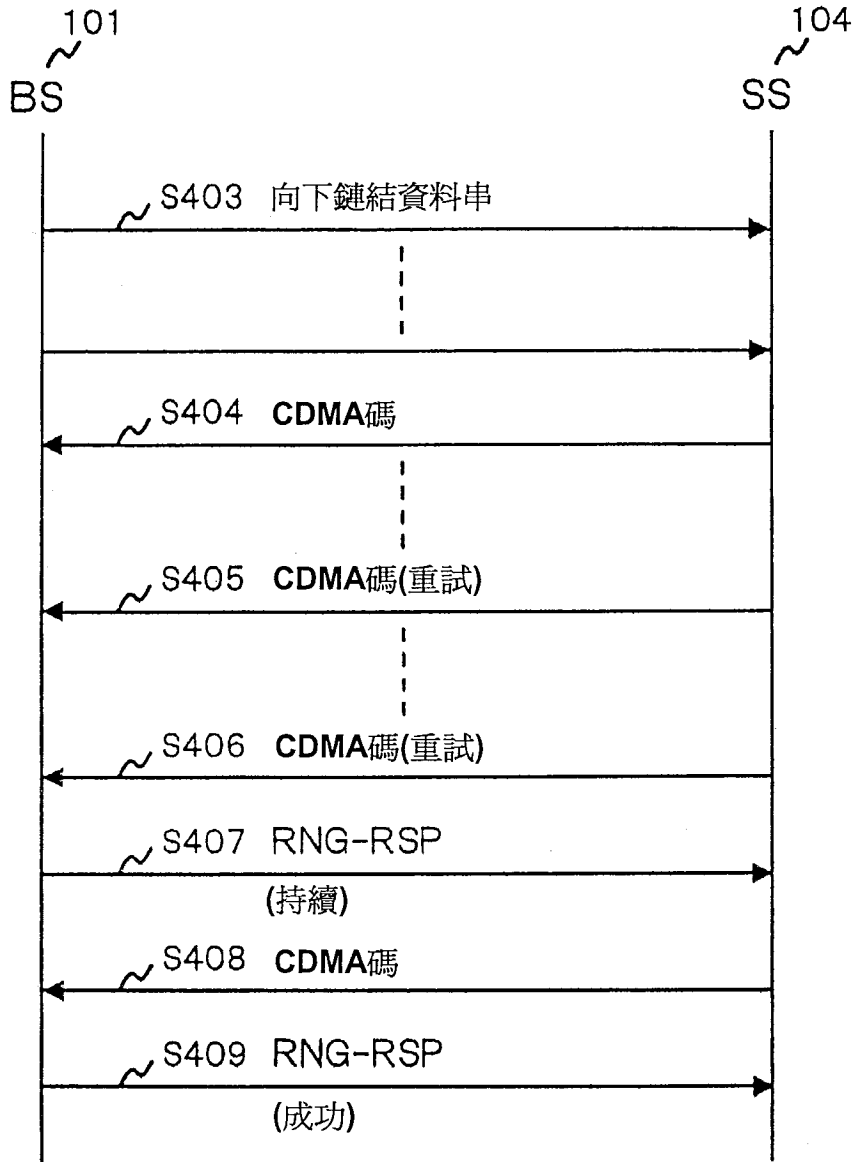 101
104
BS
SS
S403 向下鏈結資料串
S404 CDMA碼
S405 CDMA碼(重試)
S406 CDMA碼(重試)
S407 RNG-RSP
(持續)
S408 CDMA碼
S409 RNG-RSP
(成功)